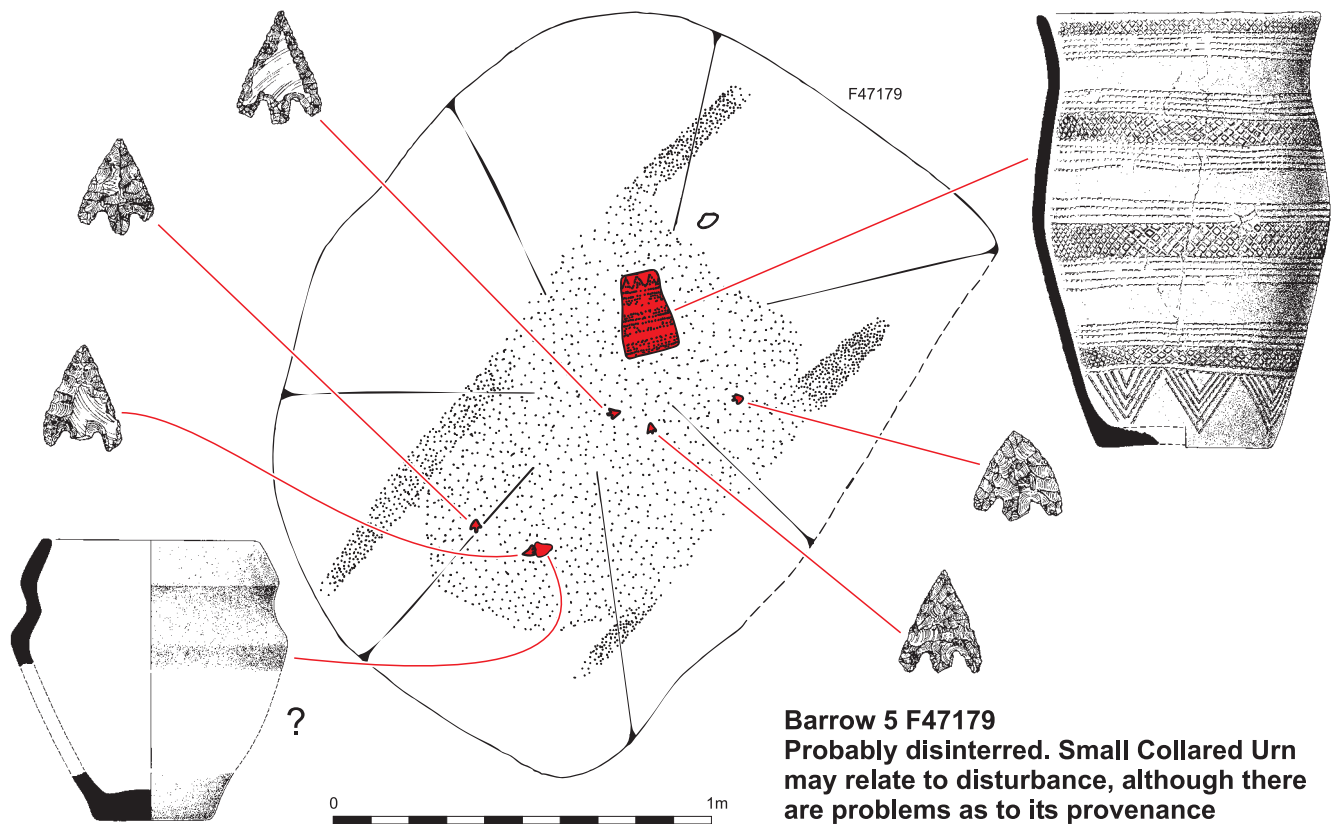 F47179
?
Barrow 5 F47179
Probably disinterred. Small Collared Urn
may relate to disturbance, although there
are problems as to its provenance
0 1m